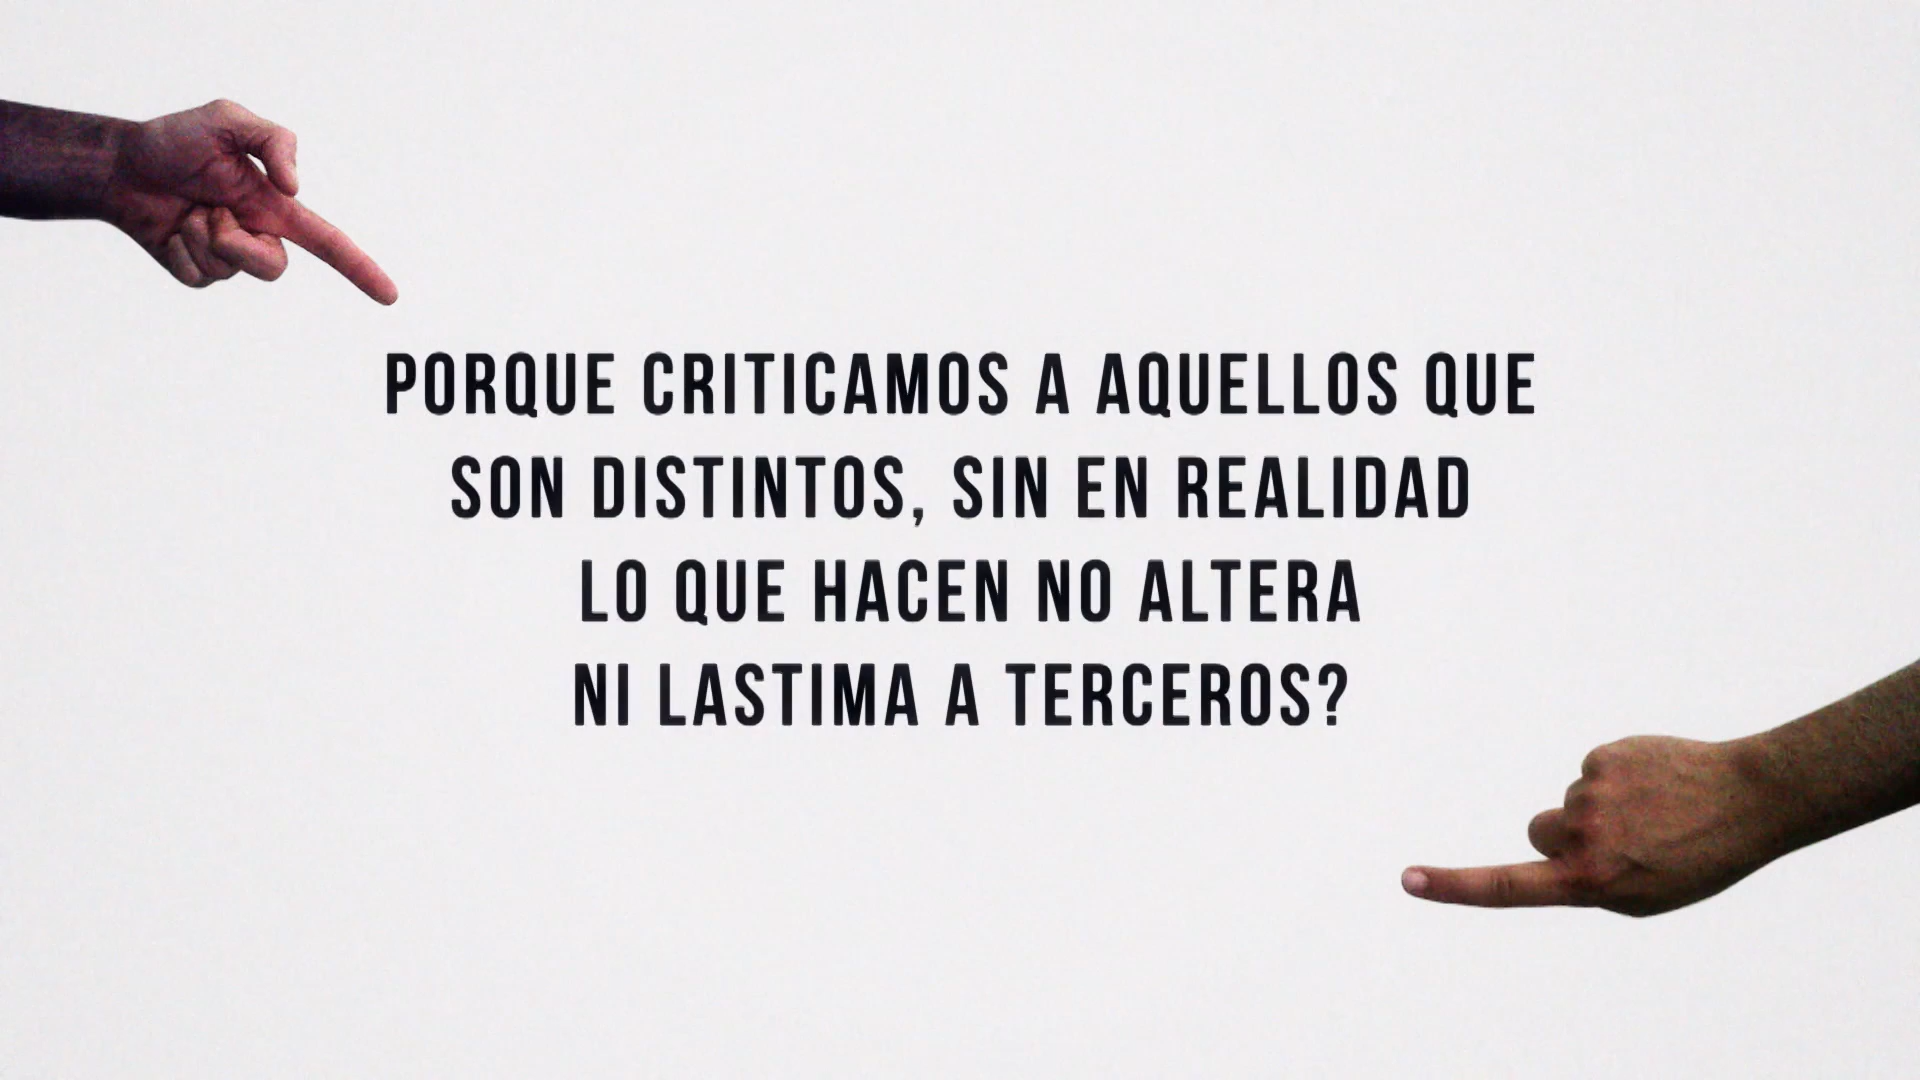 PORQUE CRITICAMOS A AQUELLOS QUE
SON DISTINTOS, SIN EN REALIDAD
LO QUE HACEN NO ALTERA
NI LASTIMA A TERCEROS?